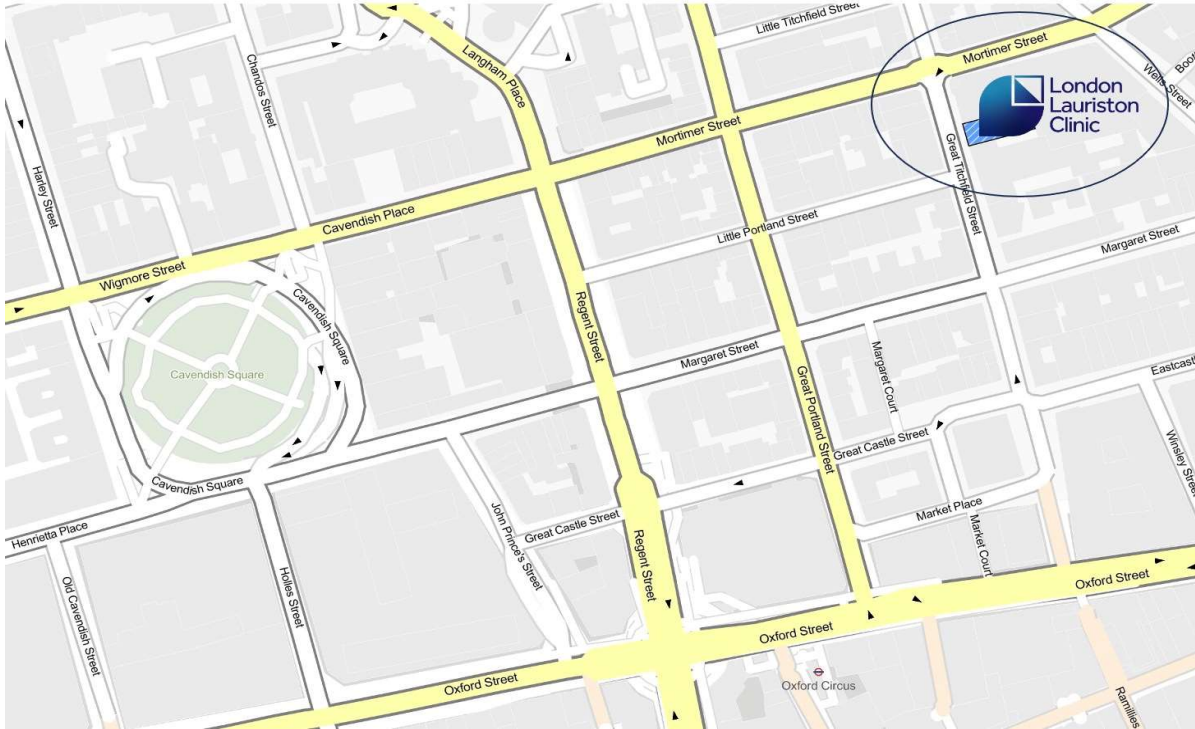 Little Titchfield Street
Mortimer Street
Langham Place
Chandos Street
Wells Street
London
Lauriston
Clinic
Mortimer Street
Harley Street
Great Titchfield Street
Cavendish Place
Little Portland Street
Margaret Street
Wigmore Street
Cavendish Square
Regent Street
Cavendish Square
Margaret Street
Margaret Court
Great Portland Street
Great Castle Street
Winsley Street
Cavendish Square
Henrietta Place
John Prince's Street
Great Castle Street
Market Place
Market Court
Regent Street
Old Cavendish Street
Holles Street
Oxford Street
Oxford Street
Oxford Street
Oxford Circus
Ramillies